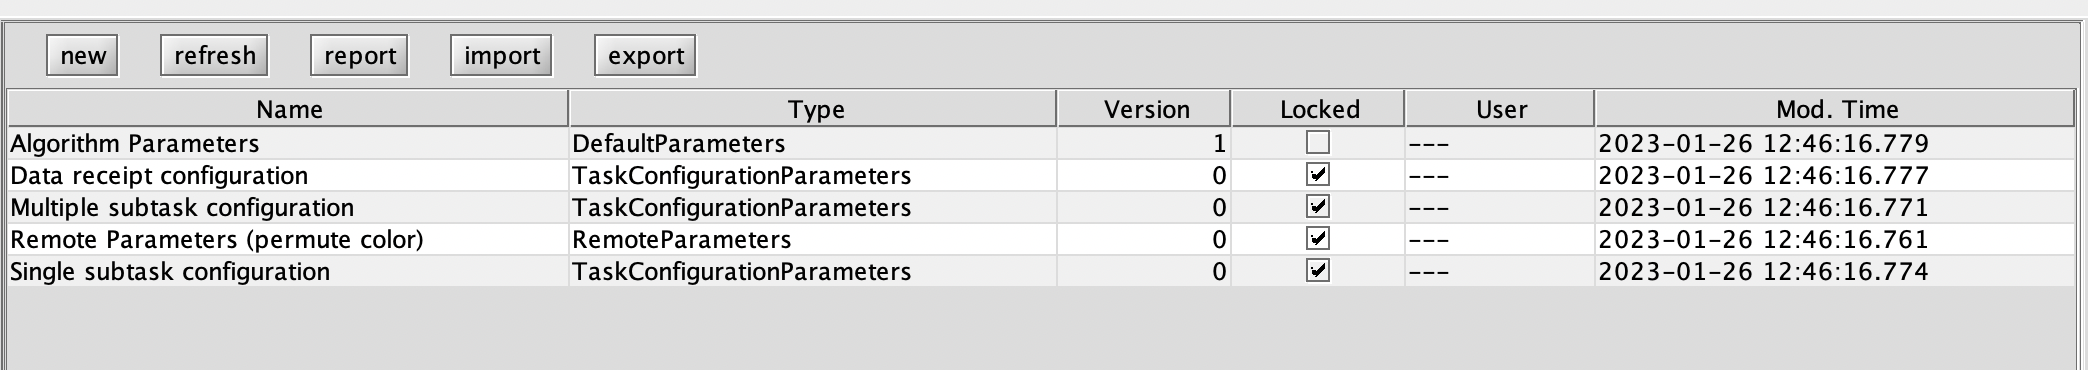 new refresh report import export
Name Type Version Locked User Mod. Time
Algorithm Parameters DefaultParameters 1 --- 2023-01-26 12:46:16.779
Data receipt configuration TaskConfigurationParameters 0 --- 2023-01-26 12:46:16.777
Multiple subtask configuration TaskConfigurationParameters 0 --- 2023-01-26 12:46:16.771
Remote Parameters (permute color) RemoteParameters 0 --- 2023-01-26 12:46:16.761
Single subtask configuration TaskConfigurationParameters 0 --- 2023-01-26 12:46:16.774